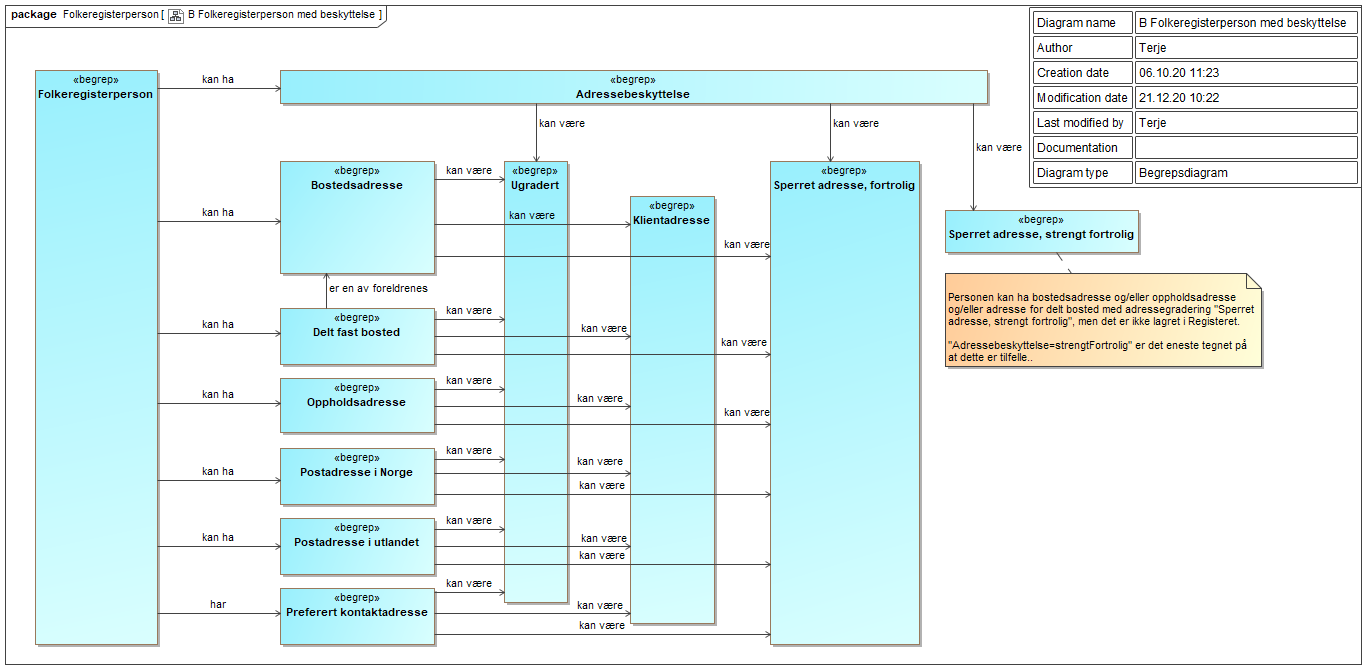 package Folkeregisterperson [ B Folkeregisterperson med beskyttelse ]
Diagram name B Folkeregisterperson med beskyttelse
Author Terje
Creation date 06.10.20 11:23
Modification date 21.12.20 10:22
Last modified by Terje
Documentation
Diagram type Begrepsdiagram
«begrep»
Folkeregisterperson
kan ha
«begrep»
Adressebeskyttelse
kan være
kan være
kan være
kan ha
«begrep»
Bostedsadresse
kan være
kan være
kan være
«begrep»
Ugradert
«begrep»
Klientadresse
«begrep»
Sperret adresse, fortrolig
«begrep»
Sperret adresse, strengt fortrolig
Personen kan ha bostedsadresse og/eller oppholdsadresse
og/eller adresse for delt bosted med adressegradering "Sperret
adresse, strengt fortrolig", men det er ikke lagret i Registeret.
"Adressebeskyttelse=strengtFortrolig" er det eneste tegnet på
at dette er tilfelle..
er en av foreldrenes
kan ha
«begrep»
Delt fast bosted
kan være
kan være
kan være
kan ha
«begrep»
Oppholdsadresse
kan være
kan være
kan være
kan ha
«begrep»
Postadresse i Norge
kan være
kan være
kan være
kan ha
«begrep»
Postadresse i utlandet
kan være
kan være
kan være
har
«begrep»
Preferert kontaktadresse
kan være
kan være
kan være